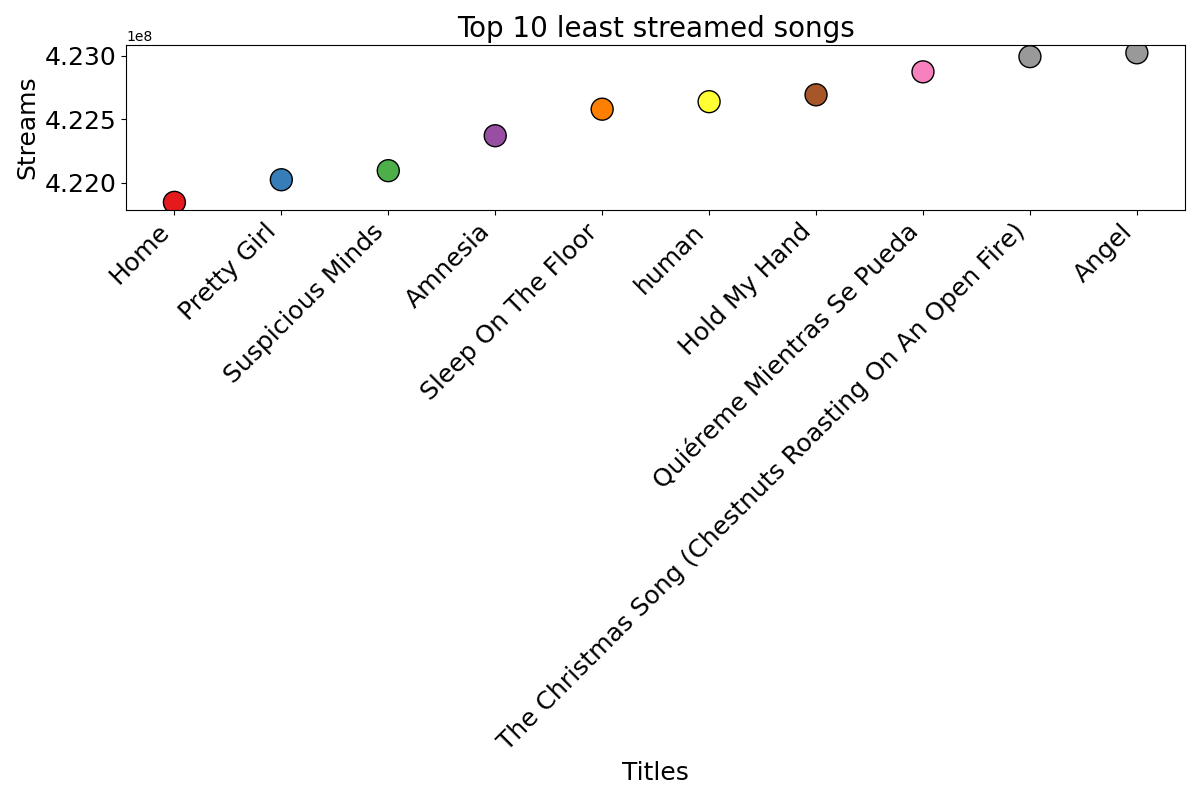 Top 10 least streamed songs
1e8
4.230
4.225
4.220
Streams
Home
Pretty Girl
Suspicious Minds
Amnesia
Sleep On The Floor
human
Hold My Hand
Quiéreme Mientras Se Pueda
The Christmas Song (Chestnuts Roasting On An Open Fire)
Angel
Titles